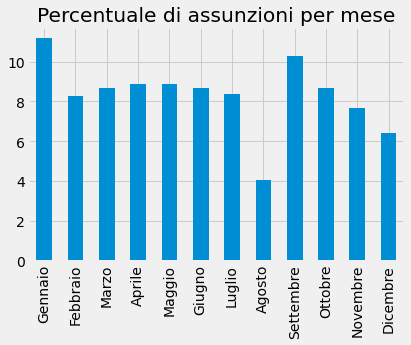 Percentuale di assunzioni per mese
10
8
6
4
2
0
Gennaio
Febbraio
Marzo
Aprile
Maggio
Giugno
Luglio
Agosto
Settembre
Ottobre
Novembre
Dicembre